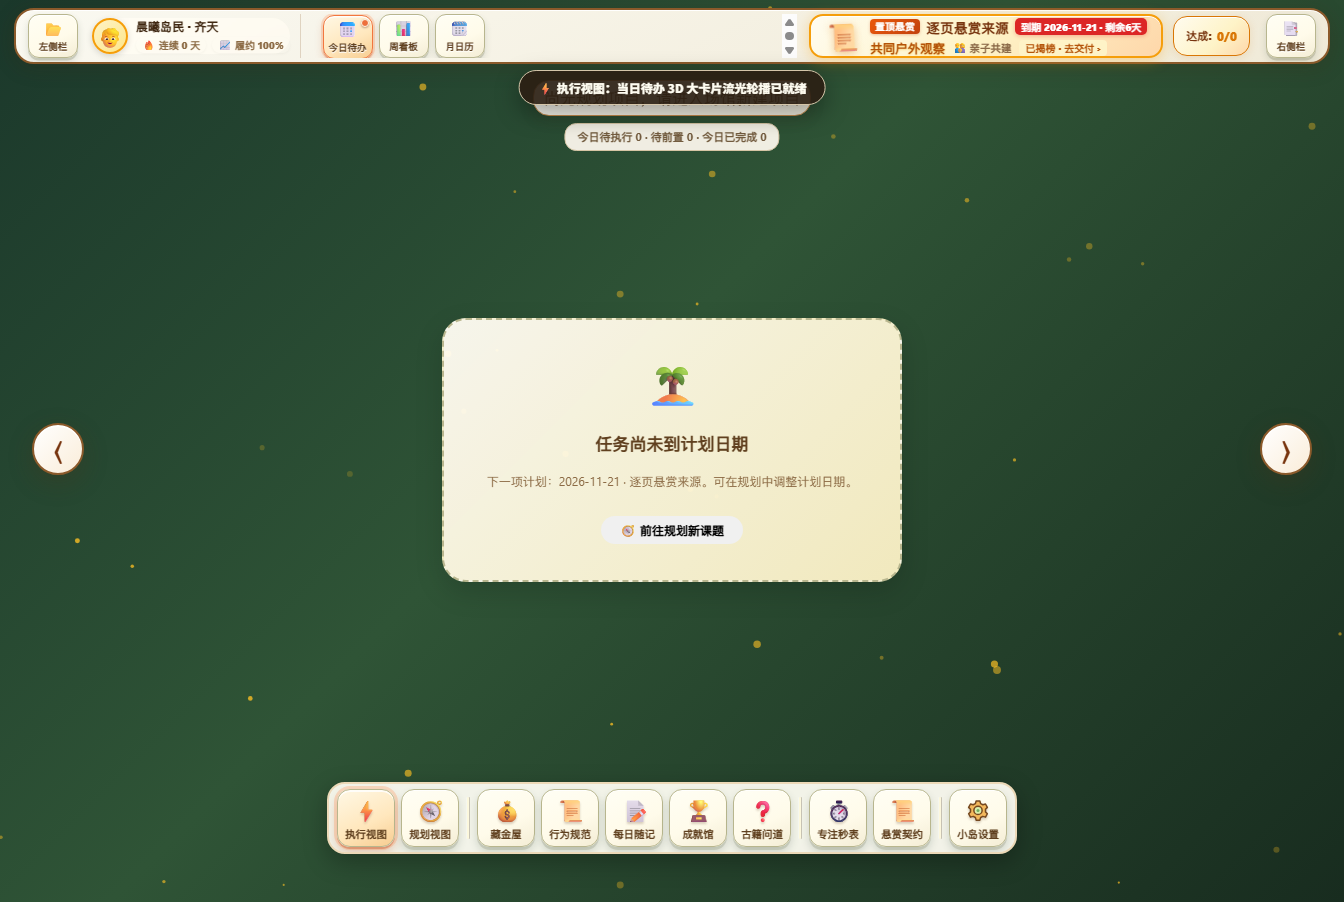 左侧栏
晨曦岛民 · 齐天
连续 0 天
履约 100%
今日待办
周看板
月日历
置顶悬赏
逐页悬赏来源
到期 2026-11-21 · 剩余6天
共同户外观察
亲子共建
已揭榜 · 去交付 ›
达成: 0/0
右侧栏
执行视图：当日待办 3D 大卡片流光轮播已就绪
今日待执行 0 · 待前置 0 · 今日已完成 0
任务尚未到计划日期
下一项计划：2026-11-21 · 逐页悬赏来源。可在规划中调整计划日期。
前往规划新课题
执行视图
规划视图
藏金屋
行为规范
每日随记
成就馆
古籍问道
专注秒表
悬赏契约
小岛设置